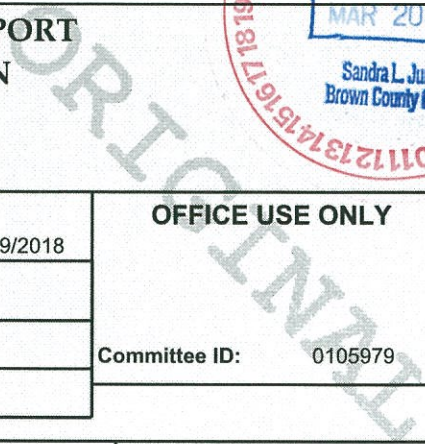 PORT
N
MAR 20
Sandra L. Ju
Brown County
OFFICE USE ONLY
9/2018
Committee ID: 0105979
ORIGINAL